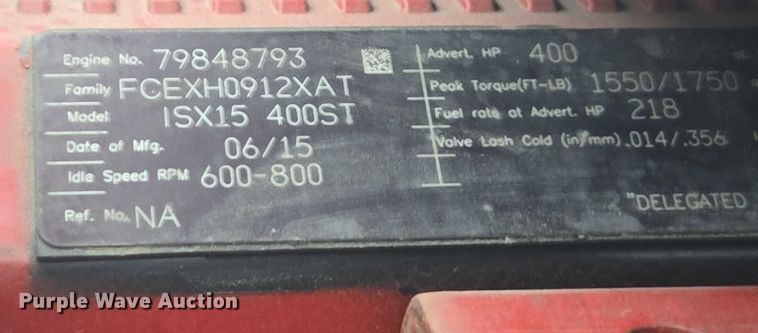 Engine No. 79848793
Family FCEXH0912XAT
Model ISX15 400ST
Date of Mfg. 06/15
Idle Speed RPM 600-800
Ref. No. NA
Advert. HP 400 at
Peak Torque(FT-LB) 1550/1750
Fuel rate at Advert. HP 218
Valve Lash Cold (in/mm) .014/.356
"DELEGATED
Purple Wave Auction